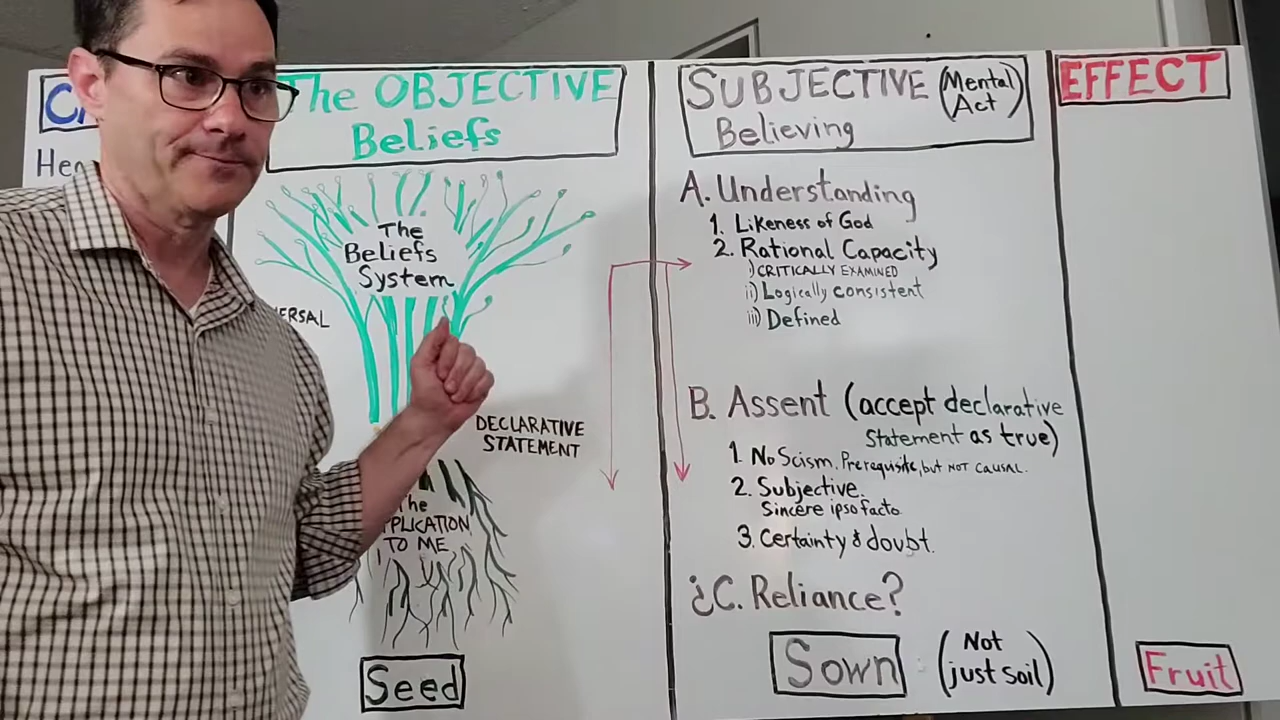 The OBJECTIVE
Beliefs
The
Beliefs
System
DECLARATIVE
STATEMENT
The
TO ME
Seed
SUBJECTIVE (Mental Act)
Believing
A. Understanding
1. Likeness of God
2. Rational Capacity
i) CRITICALLY EXAMINED
ii) Logically consistent
iii) Defined
B. Assent (accept declarative
Statement as true)
1. No Scism. Prerequisite, but NOT CAUSAL.
2. Subjective.
Sincere ipso facto
3. Certainty & doubt.
¿C. Reliance?
Sown (Not just soil)
EFFECT
Fruit